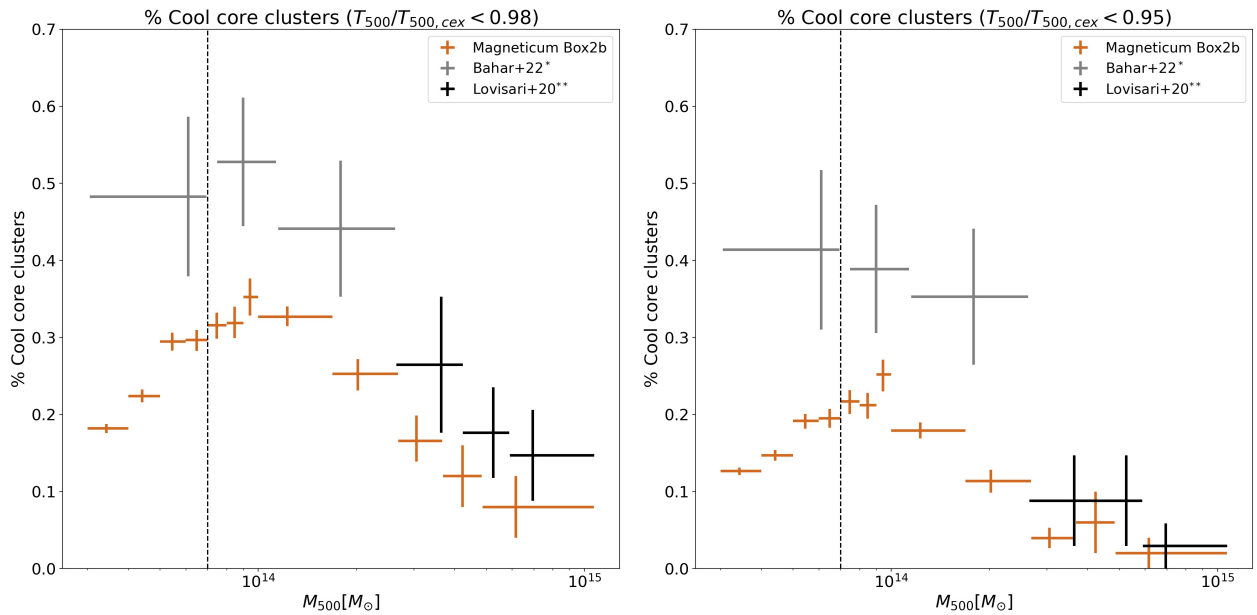 % Cool core clusters (T500/T500, cex < 0.98)
0.7
0.6
0.5
0.4
0.3
0.2
0.1
0.0
% Cool core clusters
Magneticum Box2b
Bahar+22*
Lovisari+20**
10^14
10^15
M500[M⊙]
% Cool core clusters (T500/T500, cex < 0.95)
0.7
0.6
0.5
0.4
0.3
0.2
0.1
0.0
% Cool core clusters
Magneticum Box2b
Bahar+22*
Lovisari+20**
10^14
10^15
M500[M⊙]